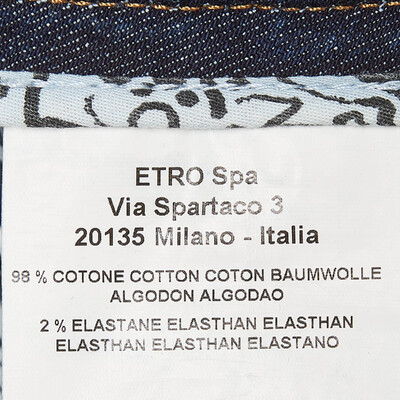 ETRO Spa
Via Spartaco 3
20135 Milano - Italia
98 % COTONE COTTON COTON BAUMWOLLE
ALGODON ALGODAO
2 % ELASTANE ELASTHAN ELASTHAN
ELASTHAN ELASTHAN ELASTANO